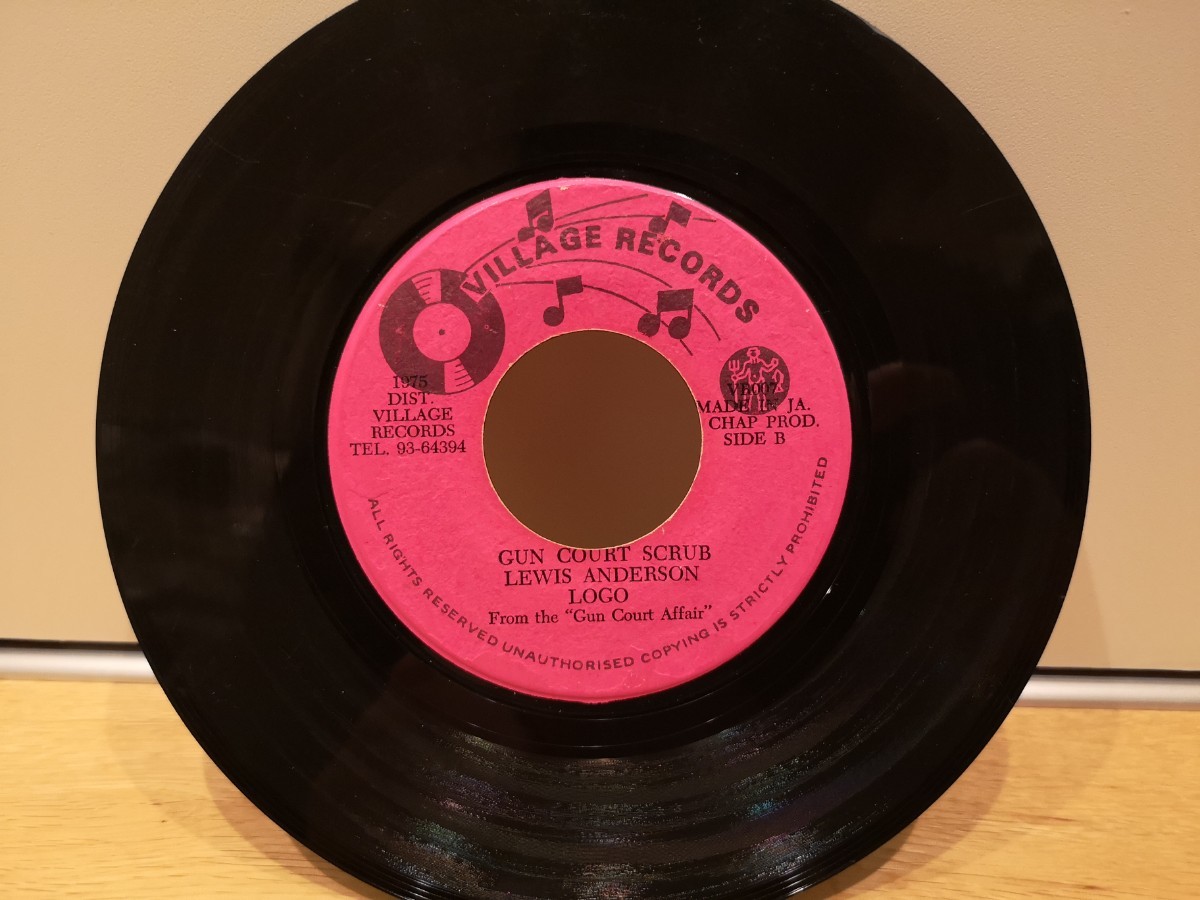 VILLAGE RECORDS
1975
DIST.
VILLAGE
RECORDS
TEL. 93-64394
VB007
MADE IN JA.
CHAP PROD.
SIDE B
GUN COURT SCRUB
LEWIS ANDERSON
LOGO
From the "Gun Court Affair"
ALL RIGHTS RESERVED UNAUTHORISED COPYING IS STRICTLY PROHIBITED